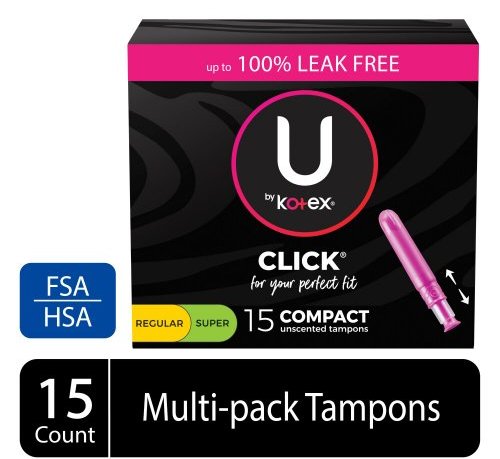 up to 100% LEAK FREE
U
by Kotex®
CLICK®
for your perfect fit
FSA
HSA
REGULAR SUPER 15 COMPACT
unscented tampons
15
Count
Multi-pack Tampons